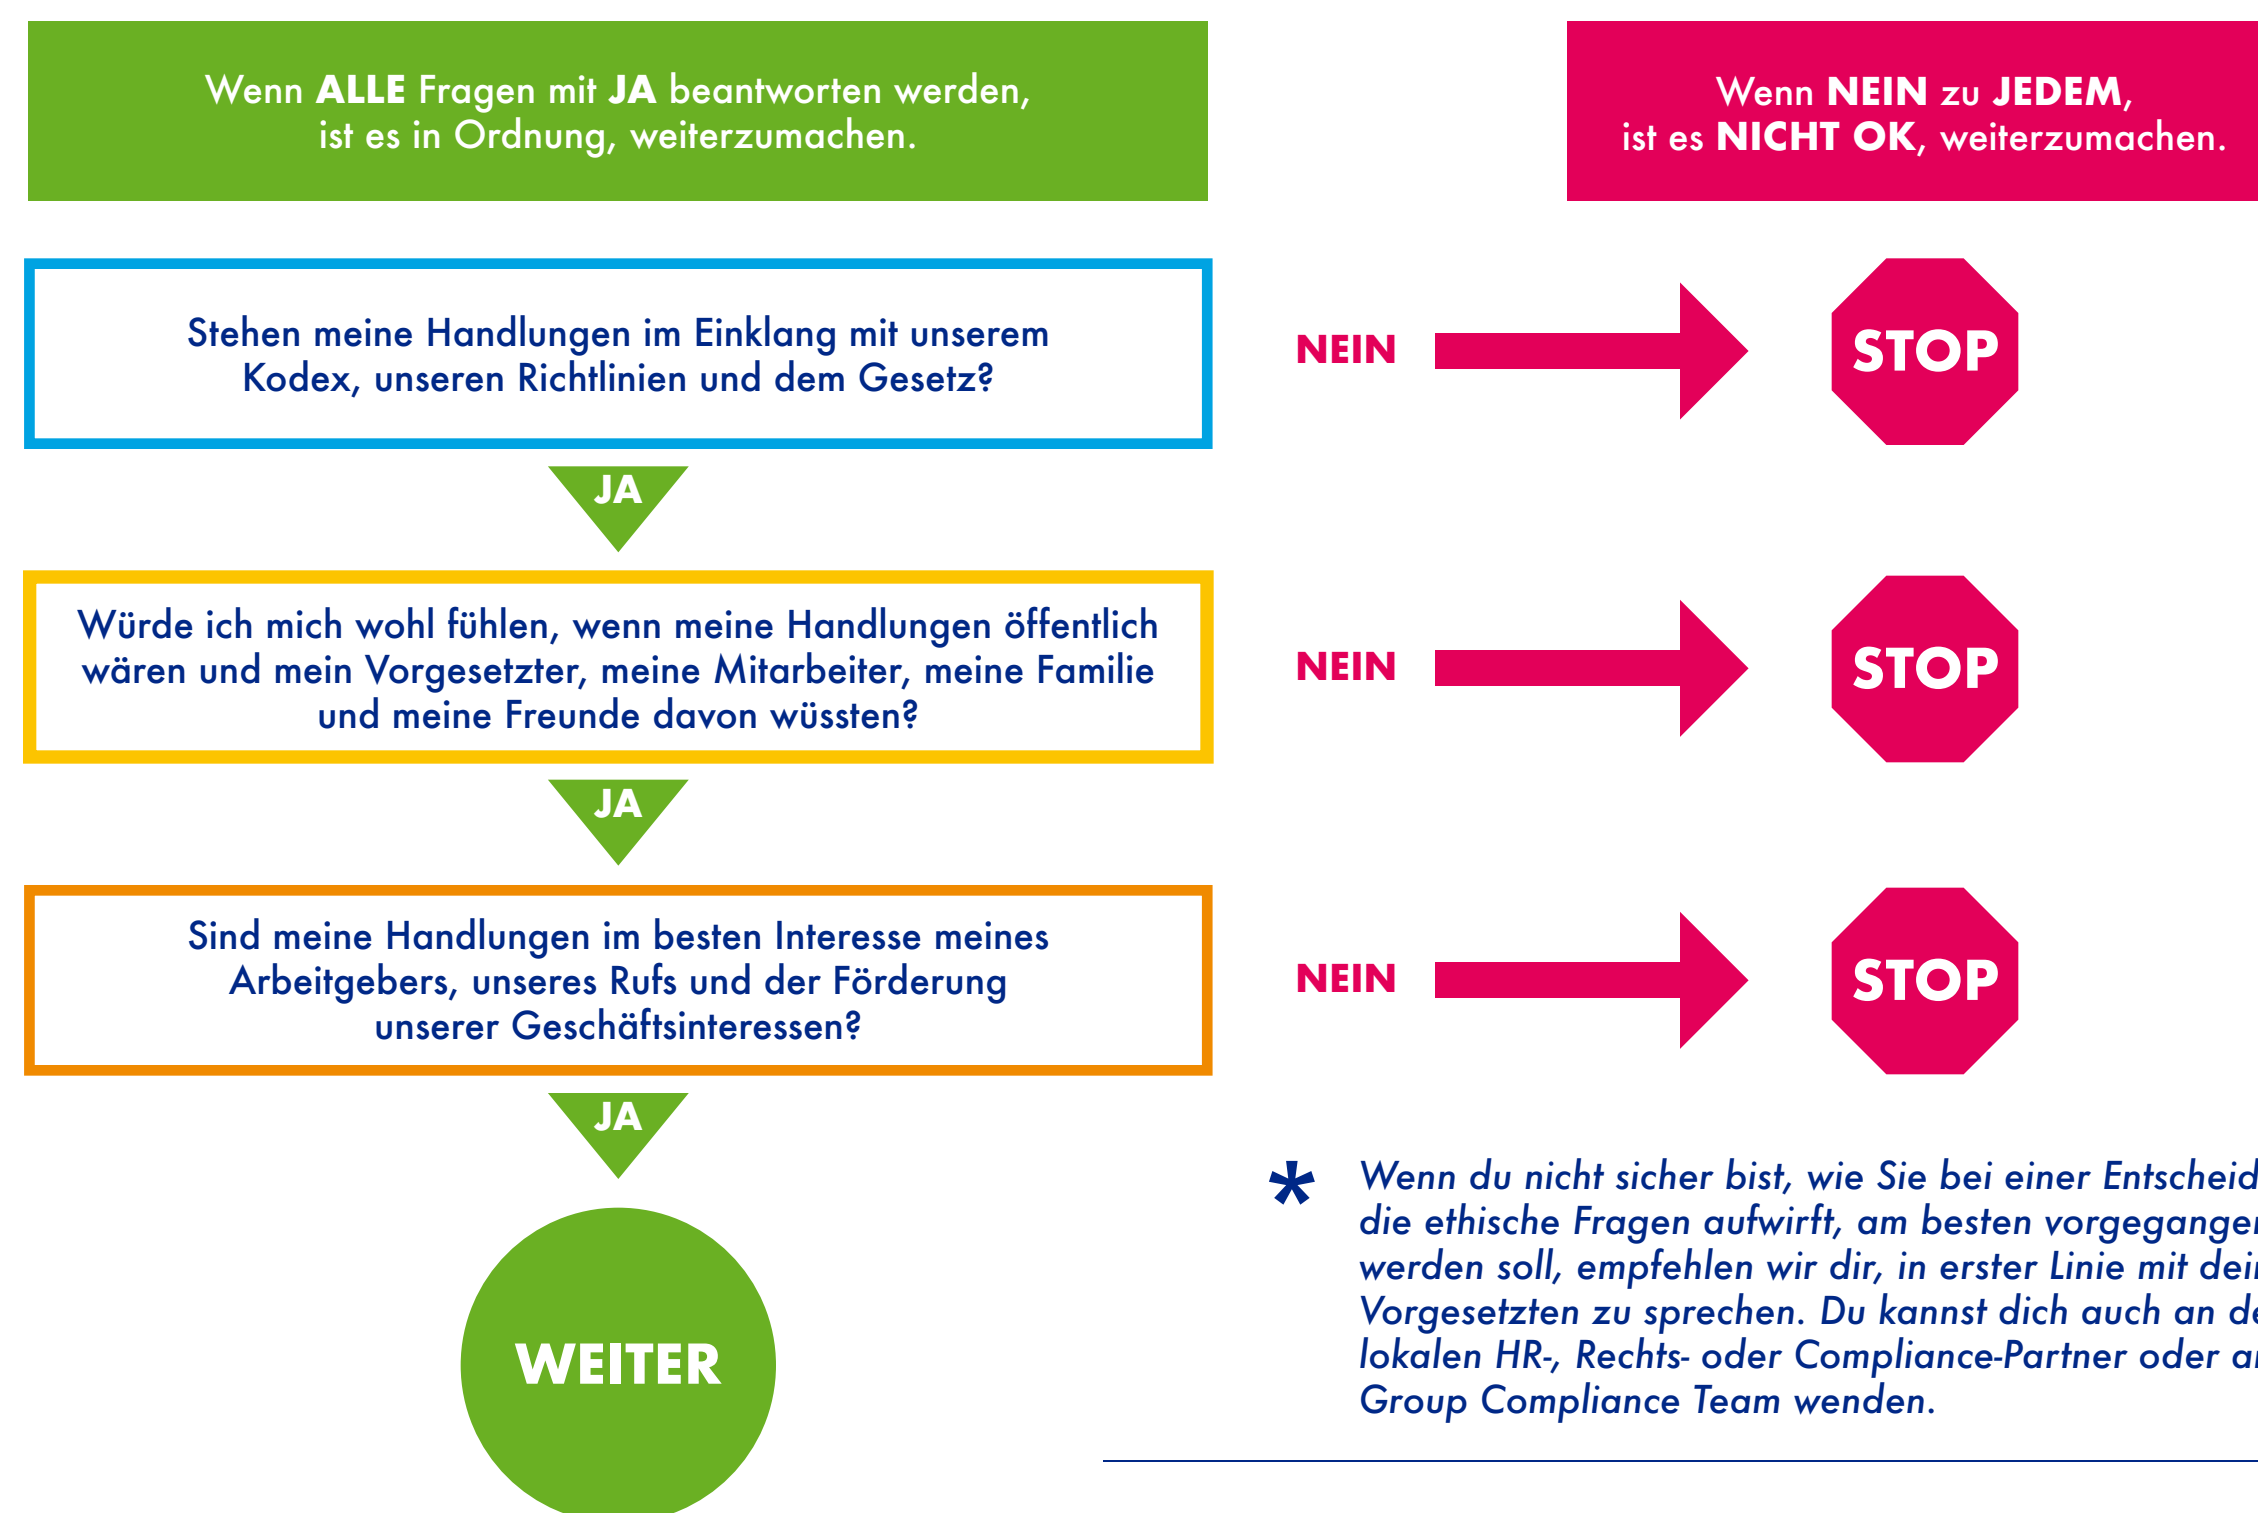 Wenn ALLE Fragen mit JA beantworten werden,
ist es in Ordnung, weiterzumachen.
Wenn NEIN zu JEDEM,
ist es NICHT OK, weiterzumachen.
Stehen meine Handlungen im Einklang mit unserem
Kodex, unseren Richtlinien und dem Gesetz?
NEIN
STOP
JA
Würde ich mich wohl fühlen, wenn meine Handlungen öffentlich
wären und mein Vorgesetzter, meine Mitarbeiter, meine Familie
und meine Freunde davon wüssten?
NEIN
STOP
JA
Sind meine Handlungen im besten Interesse meines
Arbeitgebers, unseres Rufs und der Förderung
unserer Geschäftsinteressen?
NEIN
STOP
JA
WEITER
* Wenn du nicht sicher bist, wie Sie bei einer
die ethische Fragen aufwirft, am besten
werden soll, empfehlen wir dir, in erster Linie mit
Vorgesetzten zu sprechen. Du kannst dich auch an
lokalen HR-, Rechts- oder Compliance-Partner oder
Group Compliance Team wenden.